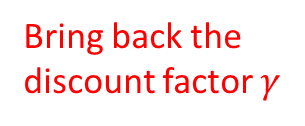 Bring back the
discount factor γ